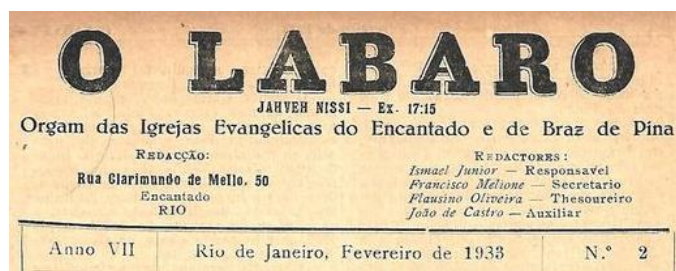 O LABARO
JAHVEH NISSI — Ex. 17:15
Orgam das Igrejas Evangelicas do Encantado e de Braz de Pina
REDACÇÃO:
Rua Clarimundo de Mello, 50
Encantado
RIO
REDACTORES:
Ismael Junior — Responsavel
Francisco Melione — Secretario
Flausino Oliveira — Thesoureiro
João de Castro — Auxiliar
Anno VII
Rio de Janeiro, Fevereiro de 1933
N.º 2